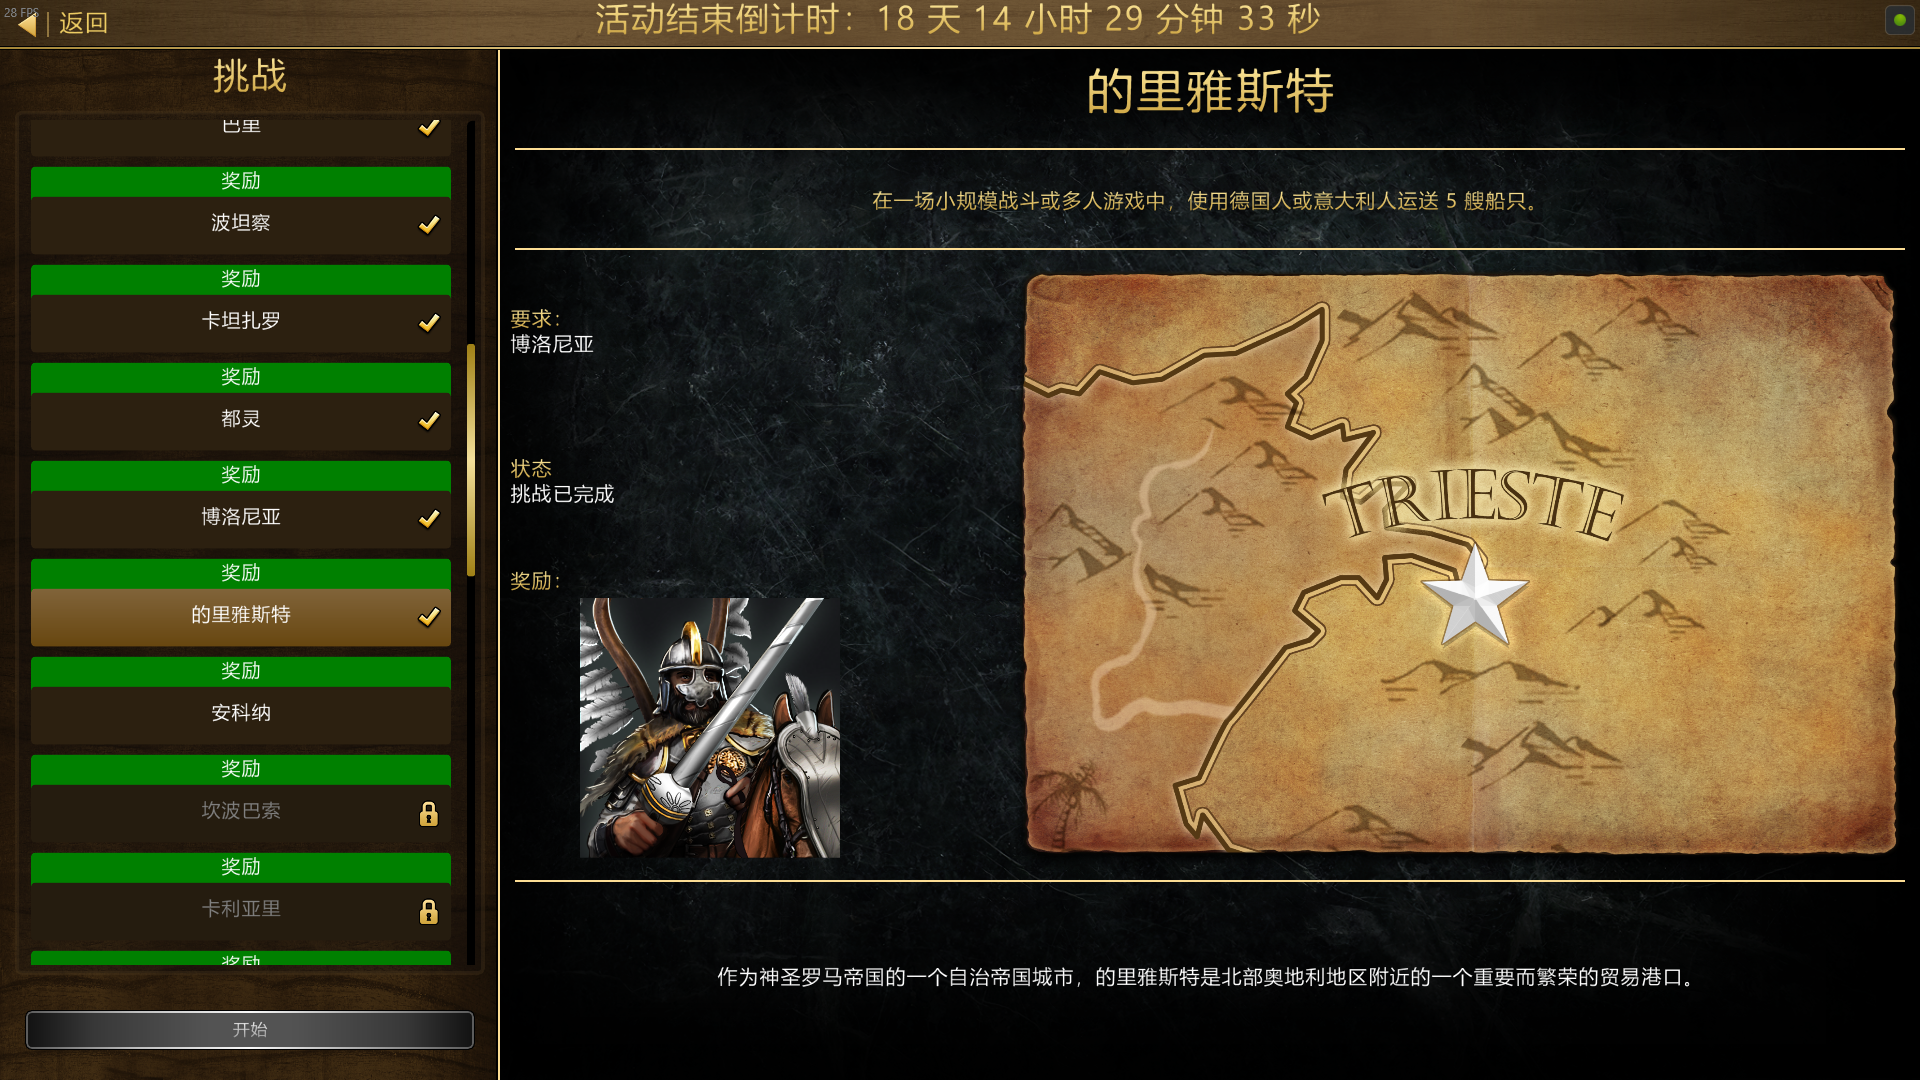 28 FPS
返回
活动结束倒计时：18 天 14 小时 29 分钟 33 秒
挑战
巴里
奖励
波坦察
奖励
卡坦扎罗
奖励
都灵
奖励
博洛尼亚
奖励
的里雅斯特
奖励
安科纳
奖励
坎波巴索
奖励
卡利亚里
奖励
开始
的里雅斯特
在一场小规模战斗或多人游戏中，使用德国人或意大利人运送 5 艘船只。
要求：
博洛尼亚
状态
挑战已完成
奖励：
TRIESTE
作为神圣罗马帝国的一个自治帝国城市，的里雅斯特是北部奥地利地区附近的一个重要而繁荣的贸易港口。